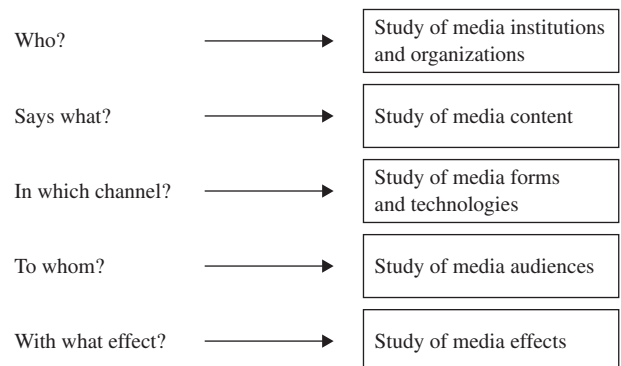 Who?
Study of media institutions
and organizations
Says what?
Study of media content
In which channel?
Study of media forms
and technologies
To whom?
Study of media audiences
With what effect?
Study of media effects